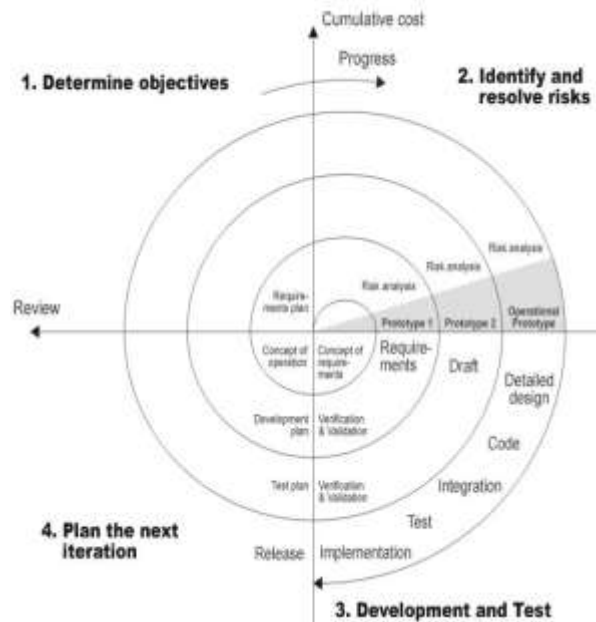 Cumulative cost
Progress
1. Determine objectives
2. Identify and
resolve risks
Risk analysis
Risk analysis
Risk analysis
Require-
ments plan
Review
Prototype 1
Prototype 2
Operational
Prototype
Concept of
operation
Concept of
require-
ments
Require-
ments
Draft
Detailed
design
Development
plan
Verification
& Validation
Code
Test plan
Verification
& Validation
Integration
Test
4. Plan the next
iteration
Release
Implementation
3. Development and Test